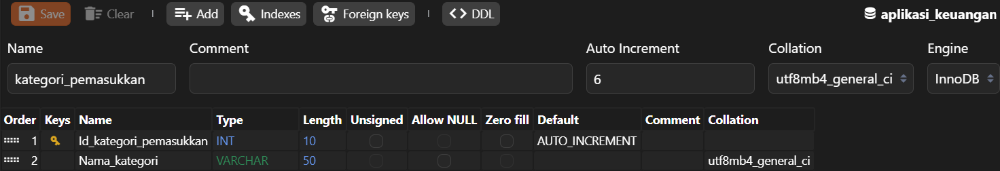 Save Clear Add Indexes Foreign keys DDL aplikasi_keuangan
Name Comment Auto Increment Collation Engine
kategori_pemasukkan 6 utf8mb4_general_ci InnoDB
Order Keys Name Type Length Unsigned Allow NULL Zero fill Default Comment Collation
1 Id_kategori_pemasukkan INT 10 AUTO_INCREMENT
2 Nama_kategori VARCHAR 50 utf8mb4_general_ci